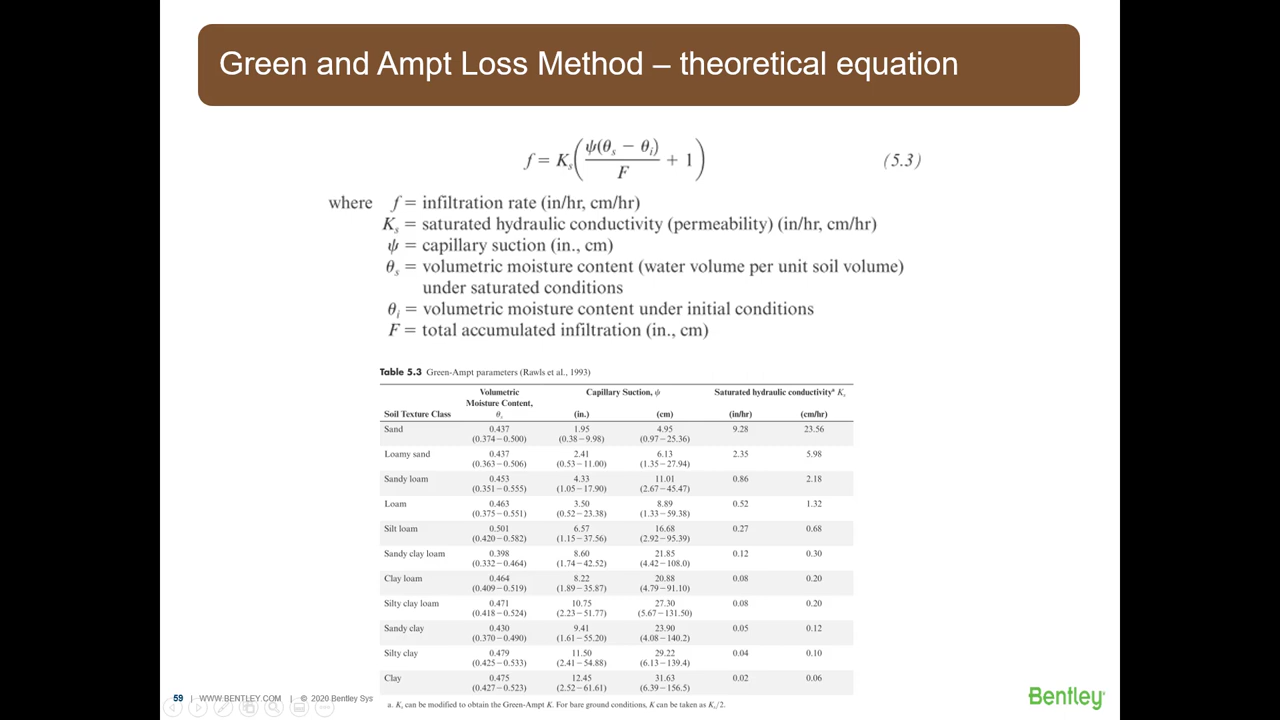 Green and Ampt Loss Method – theoretical equation
f = Kₛ(ψ(θₛ − θᵢ)/F + 1) (5.3)
where f = infiltration rate (in/hr, cm/hr)
Kₛ = saturated hydraulic conductivity (permeability) (in/hr, cm/hr)
ψ = capillary suction (in., cm)
θₛ = volumetric moisture content (water volume per unit soil volume)
under saturated conditions
θᵢ = volumetric moisture content under initial conditions
F = total accumulated infiltration (in., cm)
Table 5.3 Green-Ampt parameters (Rawls et al., 1993)
Volumetric Capillary Suction, ψ Saturated hydraulic conductivityᵃ Kₛ
Moisture Content,
Soil Texture Class θₛ (in.) (cm) (in/hr) (cm/hr)
Sand 0.437 1.95 4.95 9.28 23.56
(0.374–0.500) (0.38–9.98) (0.97–25.36)
Loamy sand 0.437 2.41 6.13 2.35 5.98
(0.363–0.506) (0.53–11.00) (1.35–27.94)
Sandy loam 0.453 4.33 11.01 0.86 2.18
(0.351–0.555) (1.05–17.90) (2.67–45.47)
Loam 0.463 3.50 8.89 0.52 1.32
(0.375–0.551) (0.52–23.38) (1.33–59.38)
Silt loam 0.501 6.57 16.68 0.27 0.68
(0.420–0.582) (1.15–37.56) (2.92–95.39)
Sandy clay loam 0.398 8.60 21.85 0.12 0.30
(0.332–0.464) (1.74–42.52) (4.42–108.0)
Clay loam 0.464 8.22 20.88 0.08 0.20
(0.409–0.519) (1.89–35.87) (4.79–91.10)
Silty clay loam 0.471 10.75 27.30 0.08 0.20
(0.418–0.524) (2.23–51.77) (5.67–131.50)
Sandy clay 0.430 9.41 23.90 0.05 0.12
(0.370–0.490) (1.61–55.20) (4.08–140.2)
Silty clay 0.479 11.50 29.22 0.04 0.10
(0.425–0.533) (2.41–54.88) (6.13–139.4)
Clay 0.475 12.45 31.63 0.02 0.06
(0.427–0.523) (2.52–61.61) (6.39–156.5)
a. Kₛ can be modified to obtain the Green-Ampt K. For bare ground conditions, K can be taken as Kₛ/2.
59 | WWW.BENTLEY.COM | © 2020 Bentley Sys
Bentley